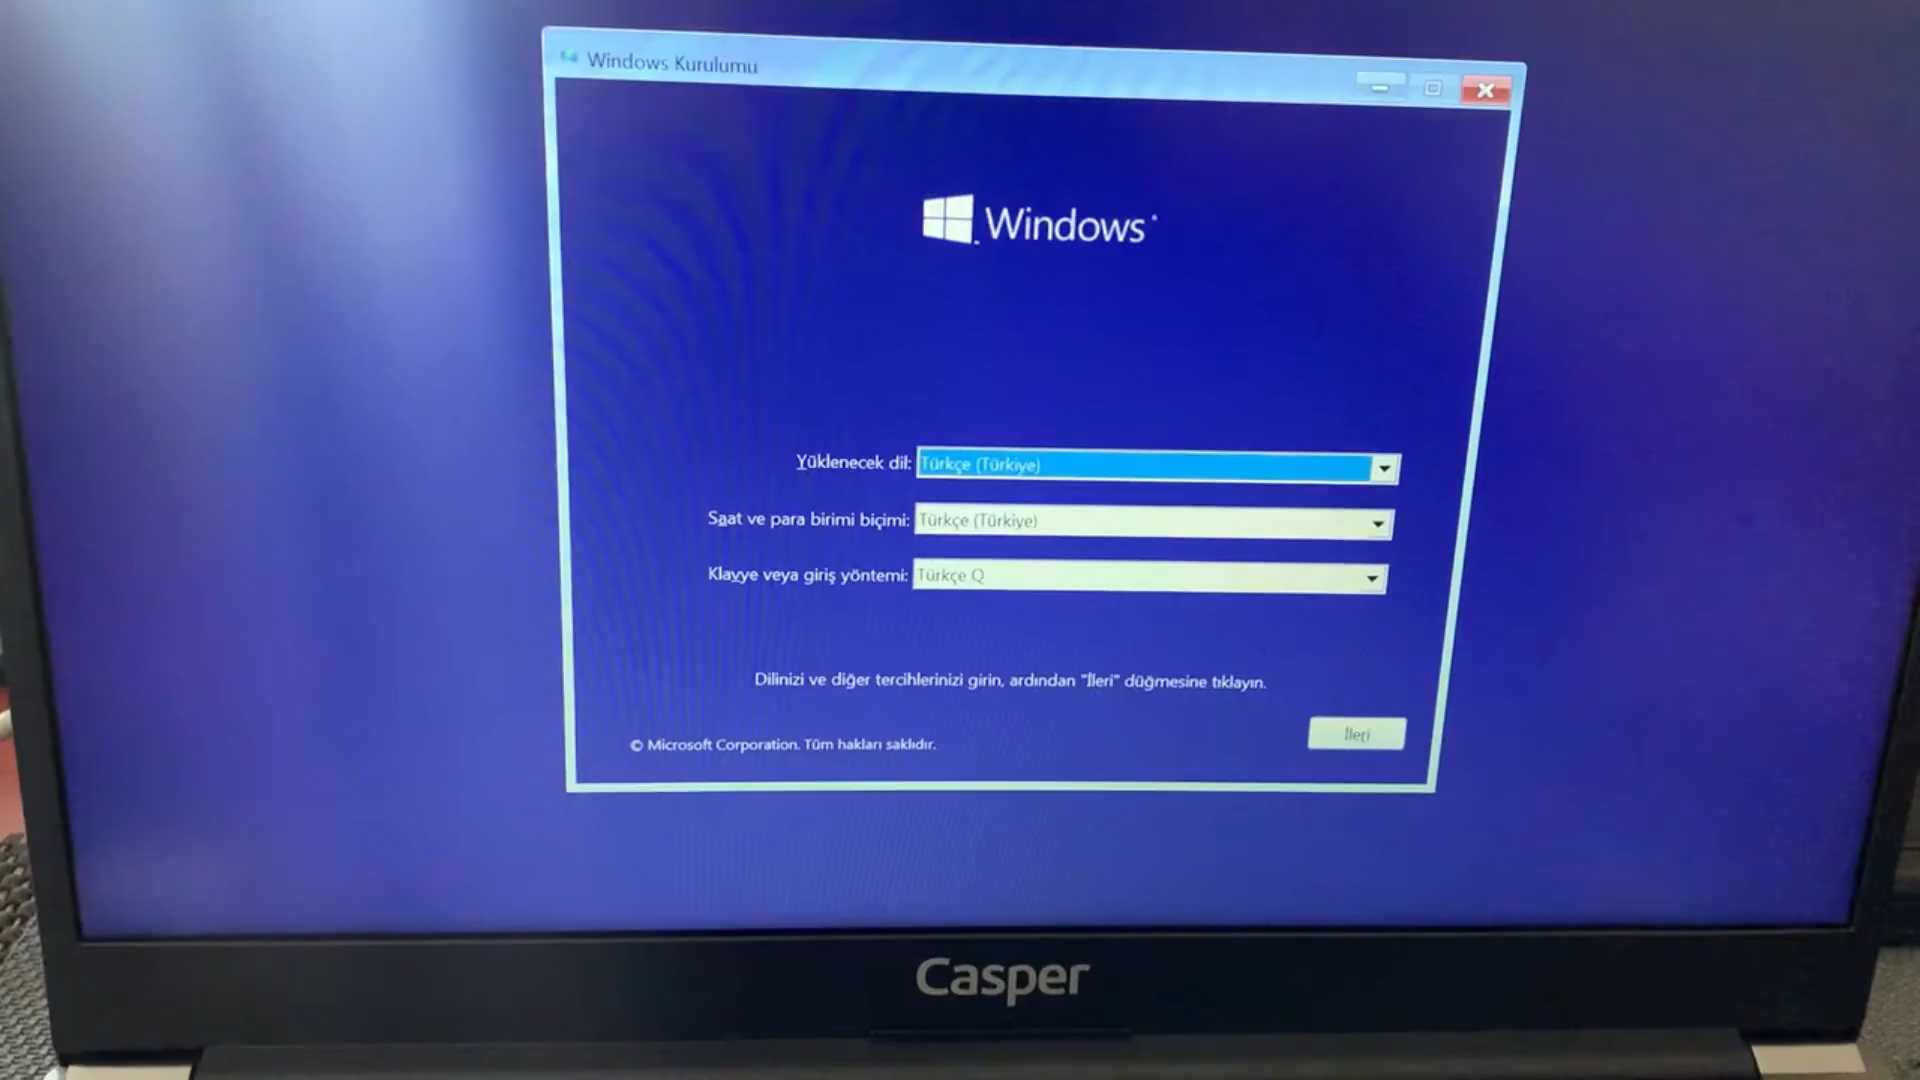 Windows Kurulumu
Windows
Yüklenecek dil: Türkçe (Türkiye)
Saat ve para birimi biçimi: Türkçe (Türkiye)
Klavye veya giriş yöntemi: Türkçe Q
Dilinizi ve diğer tercihlerinizi girin, ardından "İleri" düğmesine tıklayın.
© Microsoft Corporation. Tüm hakları saklıdır.
İleri
Casper